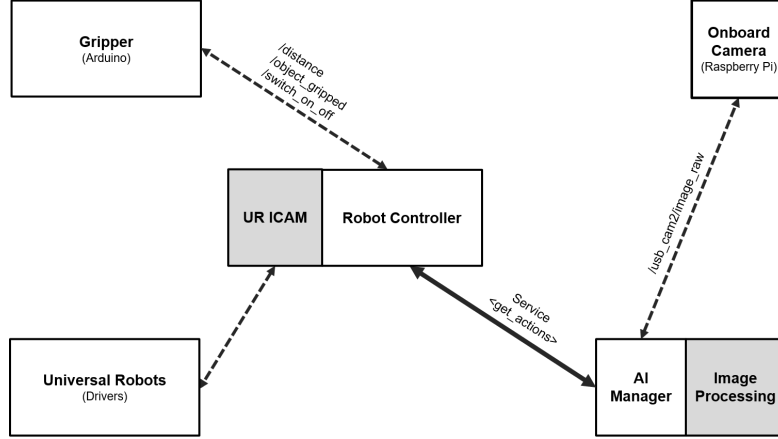 Gripper
(Arduino)
Onboard
Camera
(Raspberry Pi)
/distance
/object_gripped
/switch_on_off
UR ICAM
Robot Controller
/usb_cam2/image_raw
Service
<get_actions>
Universal Robots
(Drivers)
AI
Manager
Image
Processing